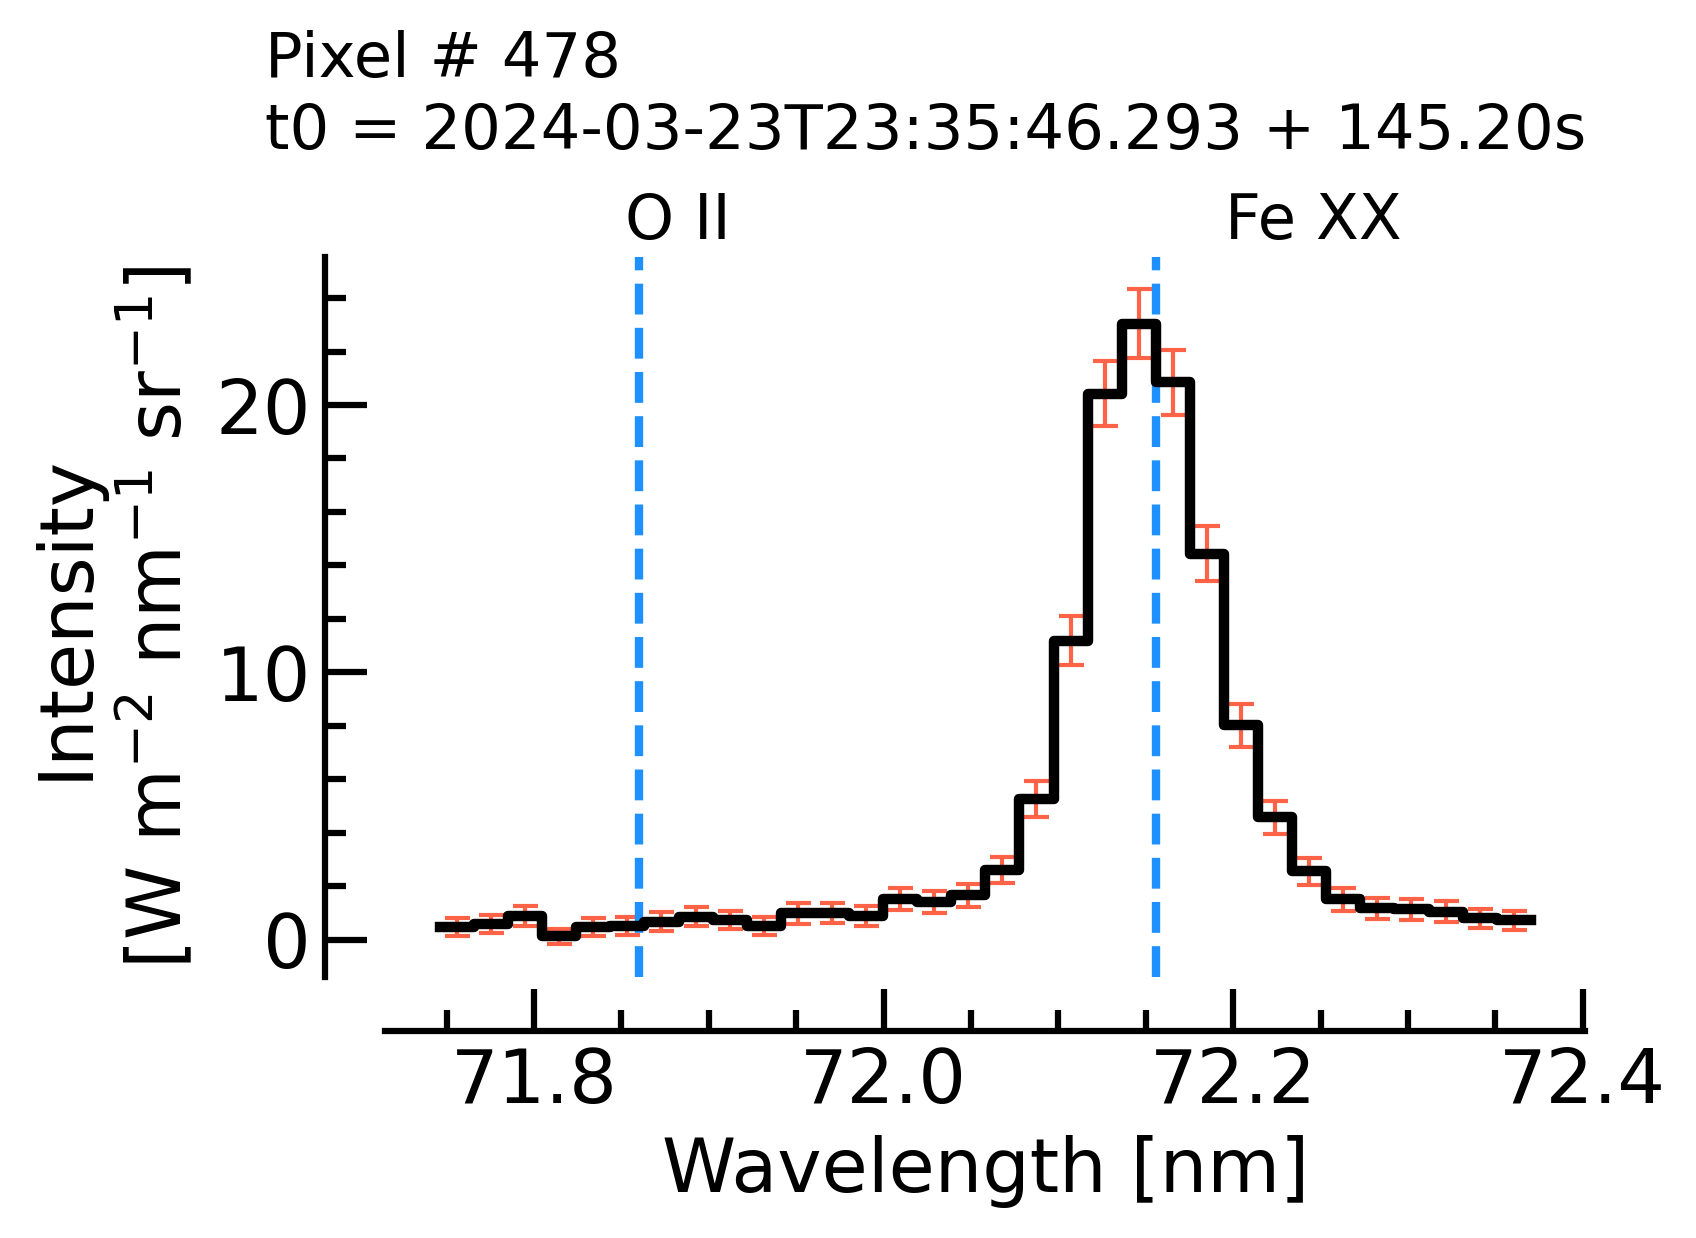 Pixel # 478
t0 = 2024-03-23T23:35:46.293 + 145.20s
O II
Fe XX
Intensity
[W m⁻² nm⁻¹ sr⁻¹]
20
10
0
71.8 72.0 72.2 72.4
Wavelength [nm]